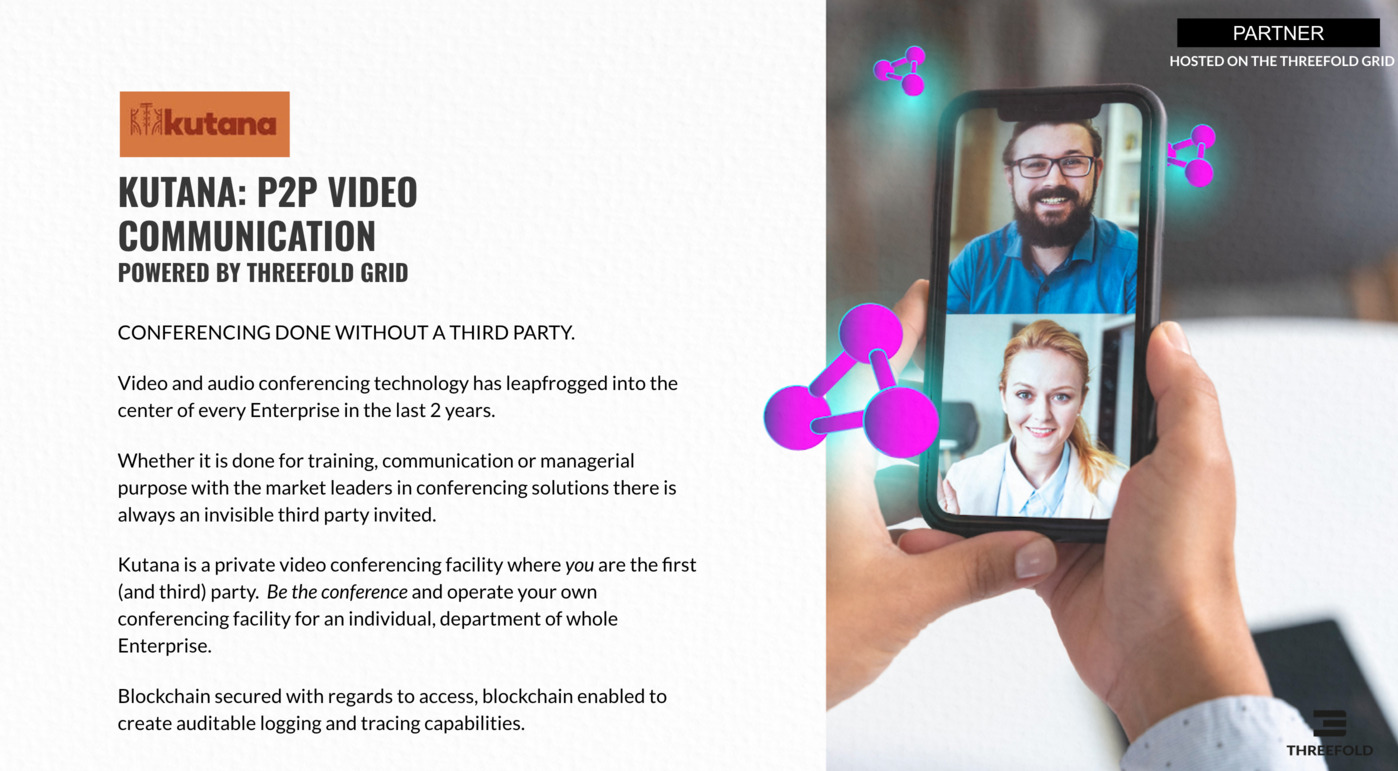 PARTNER
HOSTED ON THE THREEFOLD GRID
kutana
KUTANA: P2P VIDEO
COMMUNICATION
POWERED BY THREEFOLD GRID
CONFERENCING DONE WITHOUT A THIRD PARTY.
Video and audio conferencing technology has leapfrogged into the
center of every Enterprise in the last 2 years.
Whether it is done for training, communication or managerial
purpose with the market leaders in conferencing solutions there is
always an invisible third party invited.
Kutana is a private video conferencing facility where you are the first
(and third) party. Be the conference and operate your own
conferencing facility for an individual, department of whole
Enterprise.
Blockchain secured with regards to access, blockchain enabled to
create auditable logging and tracing capabilities.
THREEFOLD